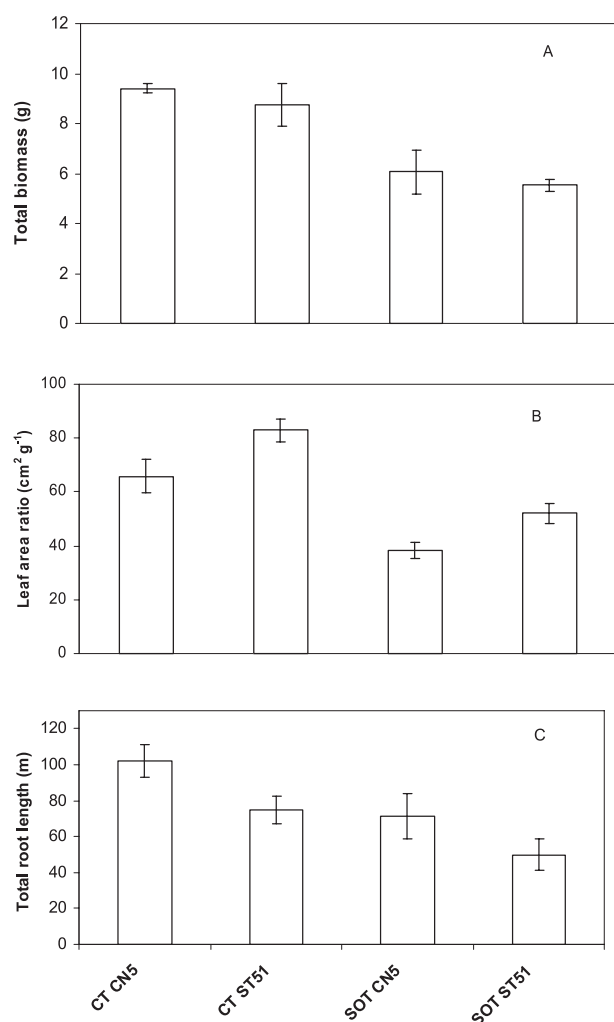 12
10
8
6
4
2
0
Total biomass (g)
A
100
80
60
40
20
0
Leaf area ratio (cm² g⁻¹)
B
120
100
80
60
40
20
0
Total root length (m)
C
CT CN5
CT ST51
SOT CN5
SOT ST51